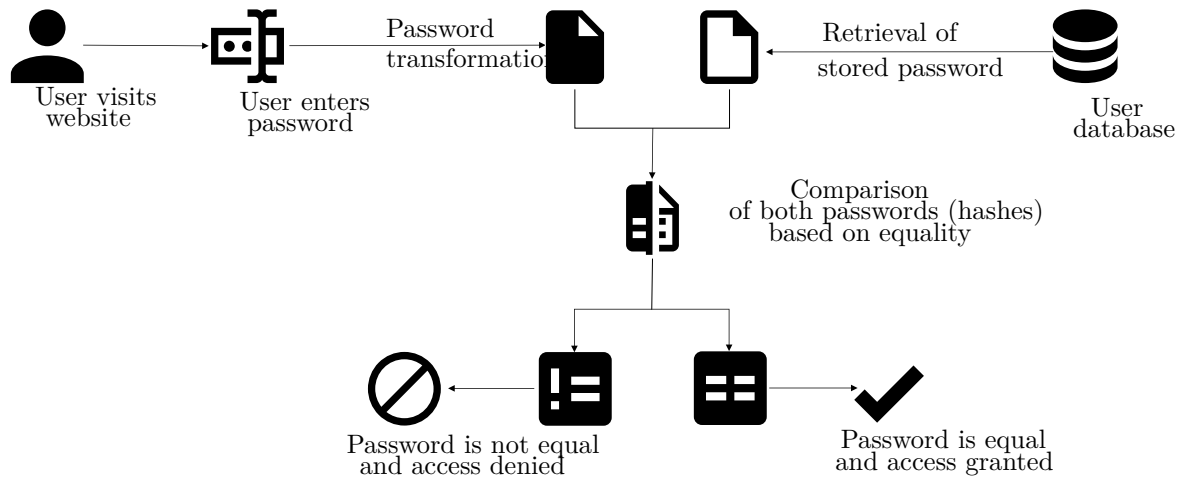 Password
transformation
Retrieval of
stored password
User visits
website
User enters
password
User
database
Comparison
of both passwords (hashes)
based on equality
Password is not equal
and access denied
Password is equal
and access granted